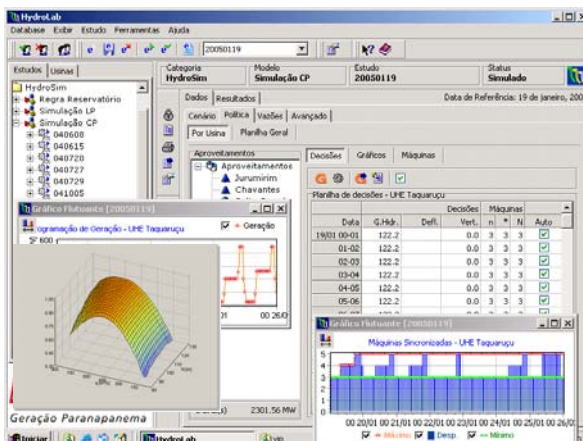 HydroLab
Database Exibir Estudo Ferramentas Ajuda
20050119
Estudos Usinas
HydroSim
Regra Reservatório
Simulação LP
Simulação CP
040608
040615
040720
040727
040729
041005
Categoria Modelo Estudo Status
HydroSim Simulação CP 20050119 Simulado
Dados Resultados Data de Referência: 19 de janeiro, 200
Cenário Política Vazões Avançado
Por Usina Planilha Geral
Aproveitamentos
Aproveitamentos
Jurumirim
Chavantes
Decisões Gráficos Máquinas
Planilha de decisões - UHE Taquaruçu
Decisões Máquinas
Data G.Hdr. Defl. Vert. n * N Auto
19/01 00-01 122.2 0.0 3 3 3
01-02 122.2 0.0 3 3 3
02-03 122.2 0.0 3 3 3
03-04 122.2 0.0 3 3 3
04-05 122.2 0.0 3 3 3
05-06 122.2 0.0 3 3 3
Gráfico Flutuante [20050119]
ogramação de Geração - UHE Taquaruçu
Geração
600
Geração Paranapanema
2301.56 MW
Gráfico Flutuante [20050119]
Máquinas Sincronizadas - UHE Taquaruçu
5
4
3
2
1
0
00 20/01 00 21/01 00 22/01 00 23/01 00 24/01 00 25/01 00 26/0
Máximo Desp. Mínimo
Iniciar HydroLab